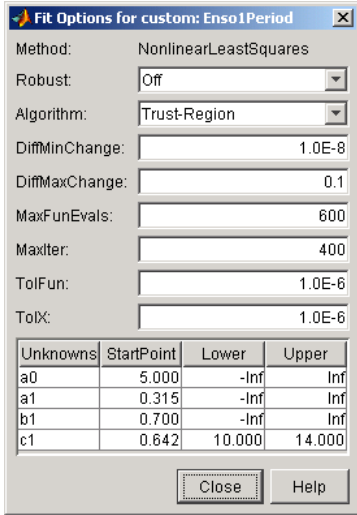 Fit Options for custom: Enso1Period
Method: NonlinearLeastSquares
Robust: Off
Algorithm: Trust-Region
DiffMinChange: 1.0E-8
DiffMaxChange: 0.1
MaxFunEvals: 600
MaxIter: 400
TolFun: 1.0E-6
TolX: 1.0E-6
Unknowns StartPoint Lower Upper
a0 5.000 -Inf Inf
a1 0.315 -Inf Inf
b1 0.700 -Inf Inf
c1 0.642 10.000 14.000
Close Help